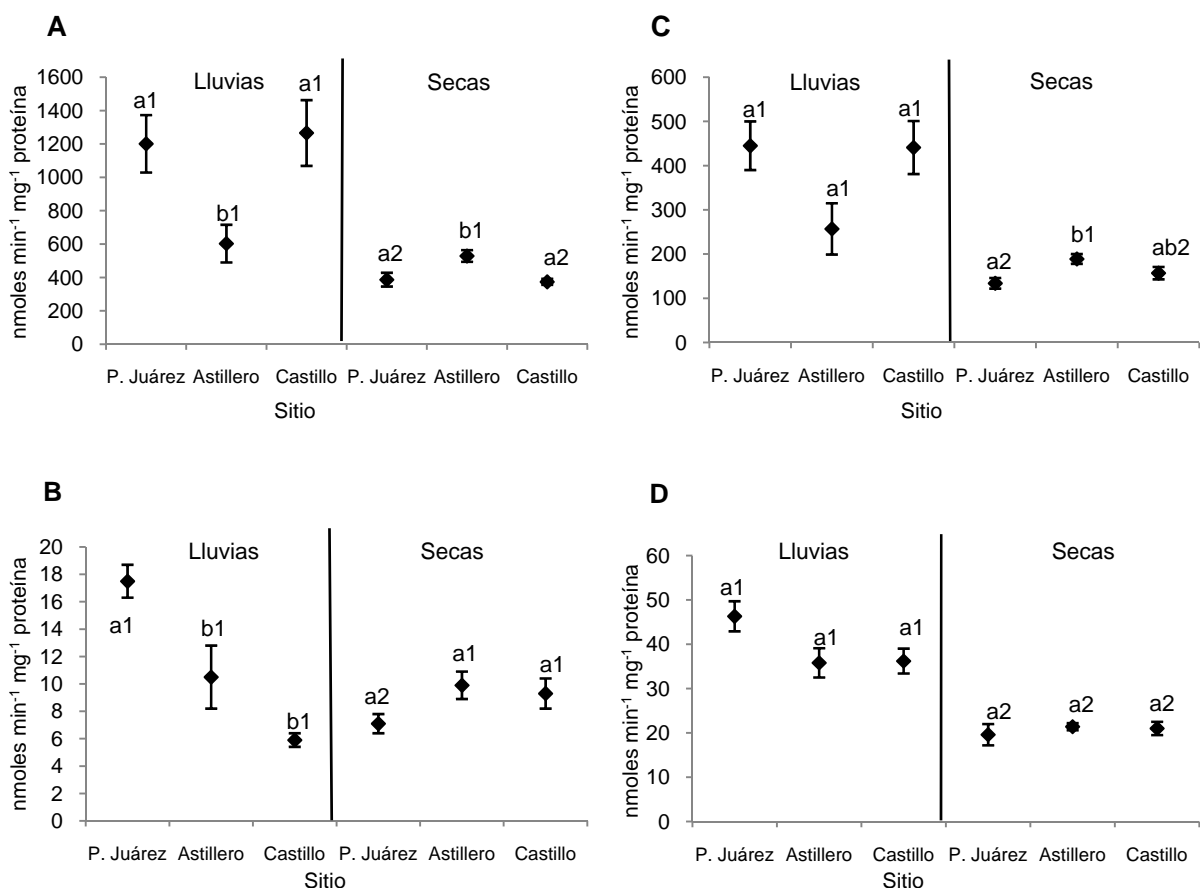 A
nmoles min⁻¹ mg⁻¹ proteína
1600
1400
1200
1000
800
600
400
200
0
Lluvias
Secas
a1
b1
a1
a2
b1
a2
P. Juárez Astillero Castillo P. Juárez Astillero Castillo
Sitio
C
nmoles min⁻¹ mg⁻¹ proteína
600
500
400
300
200
100
0
Lluvias
Secas
a1
a1
a1
a2
b1
ab2
P. Juárez Astillero Castillo P. Juárez Astillero Castillo
Sitio
B
nmoles min⁻¹ mg⁻¹ proteína
20
18
16
14
12
10
8
6
4
2
0
Lluvias
Secas
a1
b1
b1
a2
a1
a1
P. Juárez Astillero Castillo P. Juárez Astillero Castillo
Sitio
D
nmoles min⁻¹ mg⁻¹ proteína
60
50
40
30
20
10
0
Lluvias
Secas
a1
a1
a1
a2
a2
a2
P. Juárez Astillero Castillo P. Juárez Astillero Castillo
Sitio